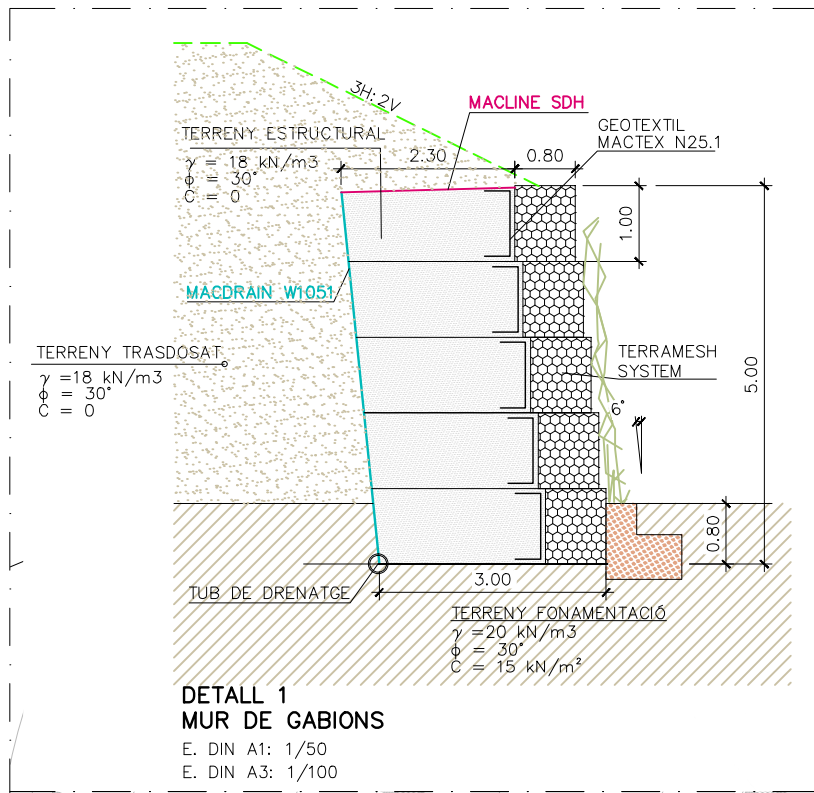 3H:2V
MACLINE SDH
GEOTEXTIL
MACTEX N25.1
TERRENY ESTRUCTURAL
γ = 18 kN/m3
ϕ = 30°
C = 0
2.30
0.80
1.00
MACDRAIN W1051
TERRENY TRASDOSAT
γ =18 kN/m3
ϕ = 30°
C = 0
TERRAMESH
SYSTEM
5.00
6°
0.80
TUB DE DRENATGE
3.00
TERRENY FONAMENTACIÓ
γ =20 kN/m3
ϕ = 30°
C = 15 kN/m²
DETALL 1
MUR DE GABIONS
E. DIN A1: 1/50
E. DIN A3: 1/100